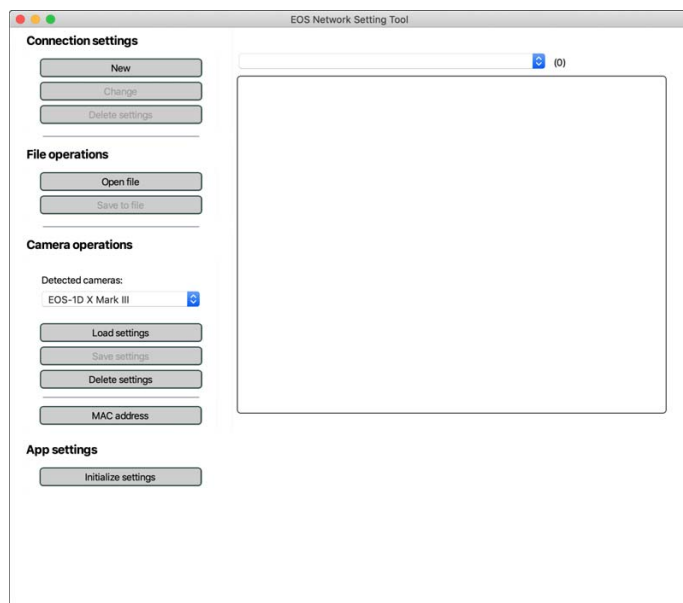 EOS Network Setting Tool
Connection settings
New
Change
Delete settings
(0)
File operations
Open file
Save to file
Camera operations
Detected cameras:
EOS-1D X Mark III
Load settings
Save settings
Delete settings
MAC address
App settings
Initialize settings